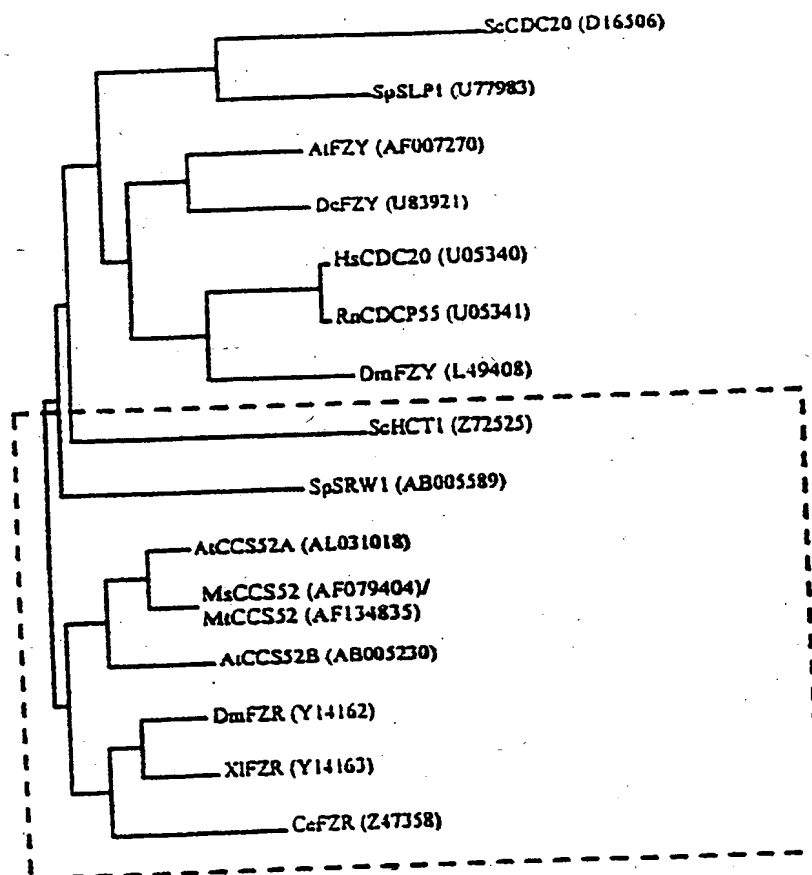 ScCDC20 (D16506)
SpSLP1 (U77983)
AtFZY (AF007270)
DcFZY (U83921)
HsCDC20 (U05340)
RnCDCP55 (U05341)
DmFZY (L49408)
ScHCT1 (Z72525)
SpSRW1 (AB005589)
AtCCS52A (AL031018)
MsCCS52 (AF079404)/
MtCCS52 (AF134835)
AtCCS52B (AB005230)
DmFZR (Y14162)
XlFZR (Y14163)
CeFZR (Z47358)